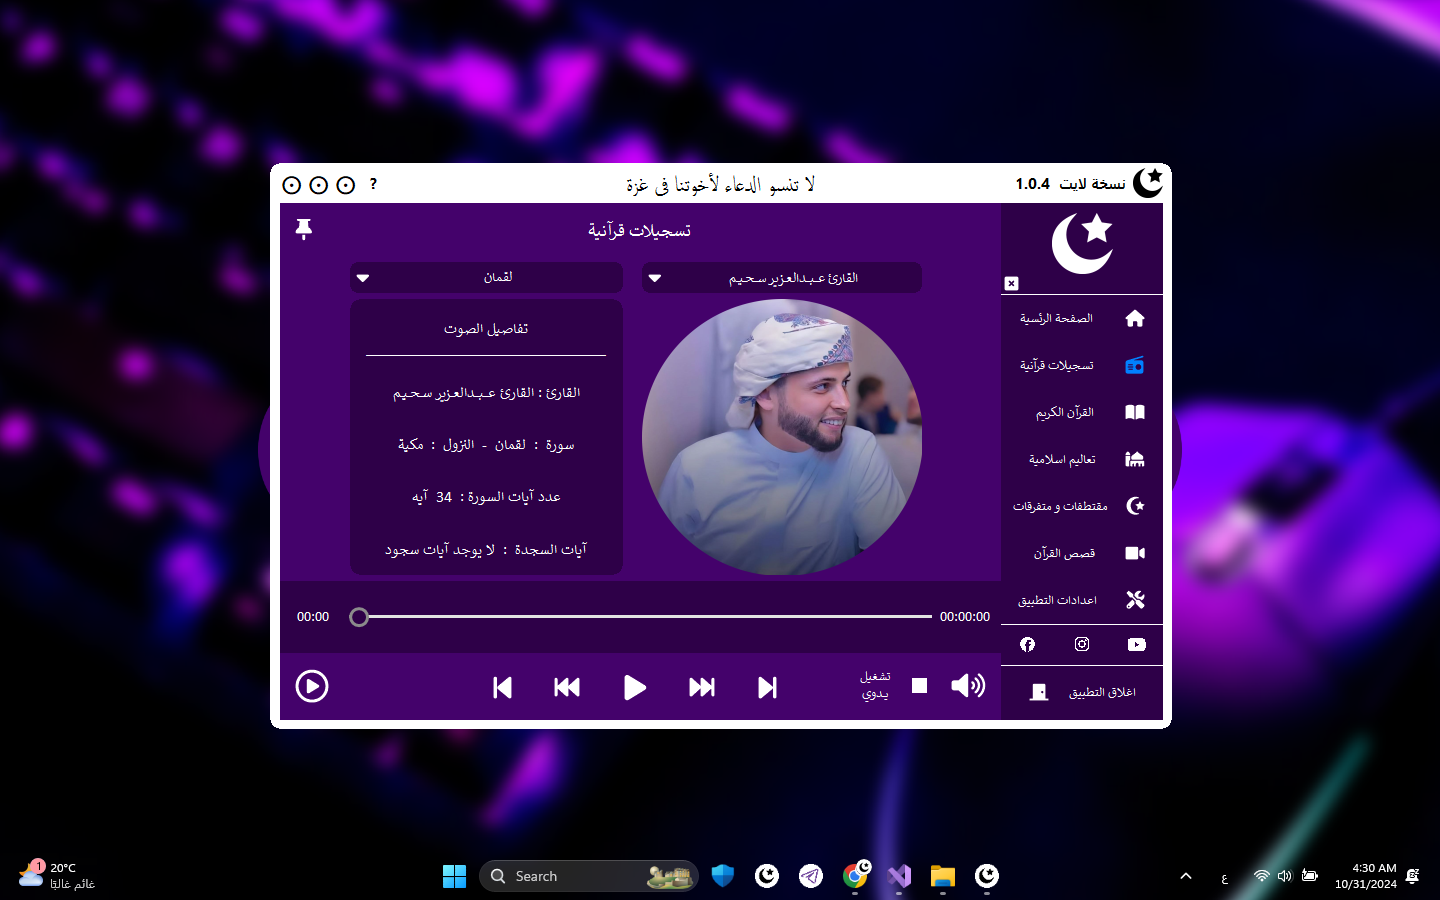 نسخة لايت 1.0.4
لا تنسو الدعاء لأخوتنا في غزة
?
تسجيلات قرآنية
القارئ عبدالعزيز سحيم
لقمان
تفاصيل الصوت
القارئ : القارئ عبدالعزيز سحيم
سورة : لقمان - النزول : مكية
عدد آيات السورة : 34 آيه
آيات السجدة : لا يوجد آيات سجود
الصفحة الرئسية
تسجيلات قرآنية
القرآن الكريم
تعاليم اسلامية
مقتطفات و متفرقات
قصص القرآن
اعدادات التطبيق
اغلاق التطبيق
00:00
00:00:00
تشغيل
يدوي
1
20°C
غائم غالبًا
Search
ع
4:30 AM
10/31/2024